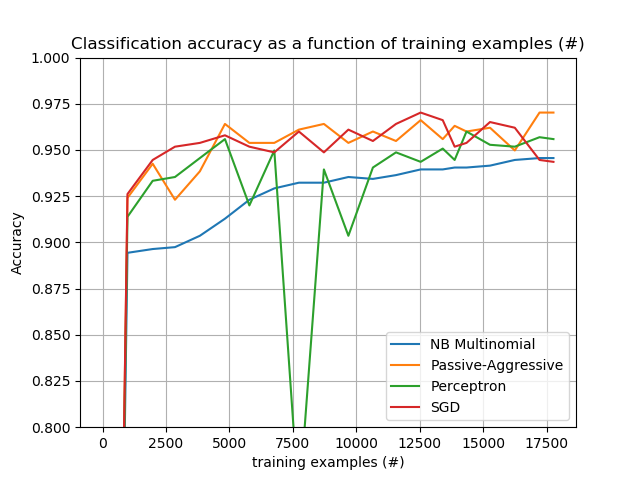 Classification accuracy as a function of training examples (#)
1.000
0.975
0.950
0.925
0.900
0.875
0.850
0.825
0.800
Accuracy
NB Multinomial
Passive-Aggressive
Perceptron
SGD
0 2500 5000 7500 10000 12500 15000 17500
training examples (#)